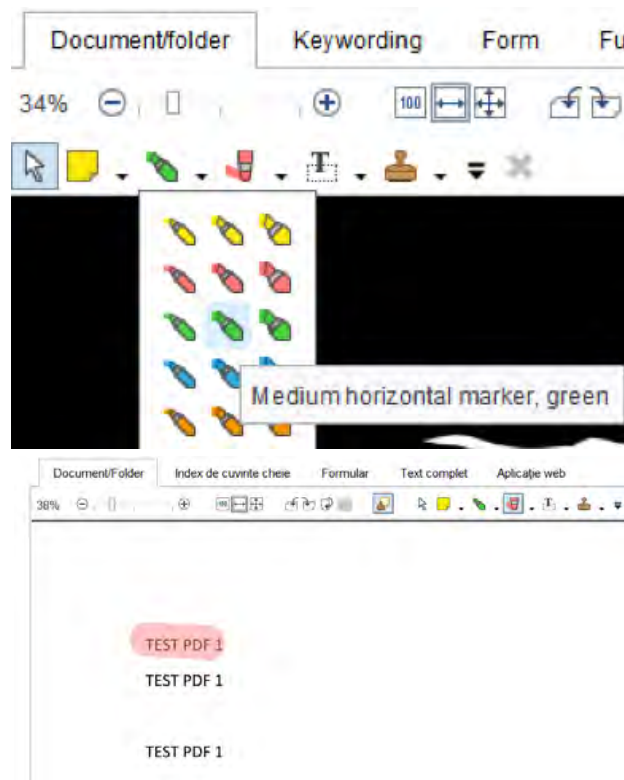 Document/folder Keywording Form Fu
34% 100
T
Medium horizontal marker, green
Document/Folder Index de cuvinte cheie Formular Text complet Aplicație web
38%
TEST PDF 1
TEST PDF 1
TEST PDF 1